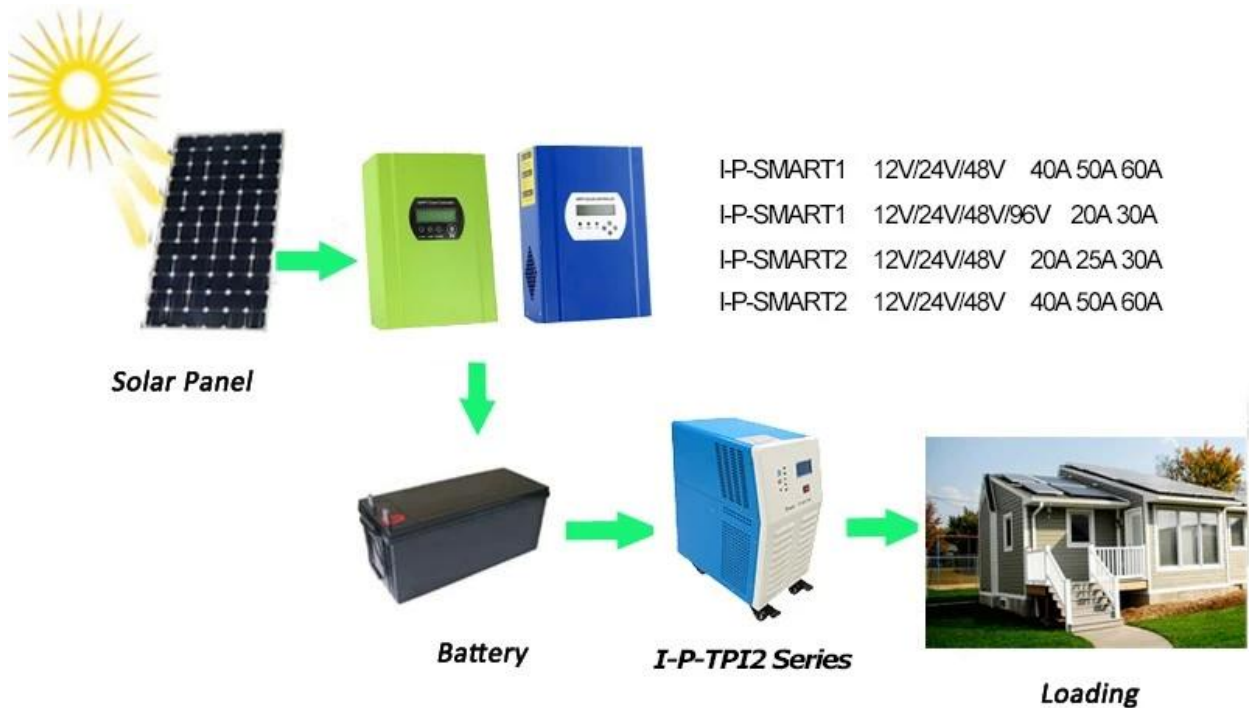 I-P-SMART1 12V/24V/48V 40A 50A 60A
I-P-SMART1 12V/24V/48V/96V 20A 30A
I-P-SMART2 12V/24V/48V 20A 25A 30A
I-P-SMART2 12V/24V/48V 40A 50A 60A
Solar Panel
Battery
I-P-TPI2 Series
Loading